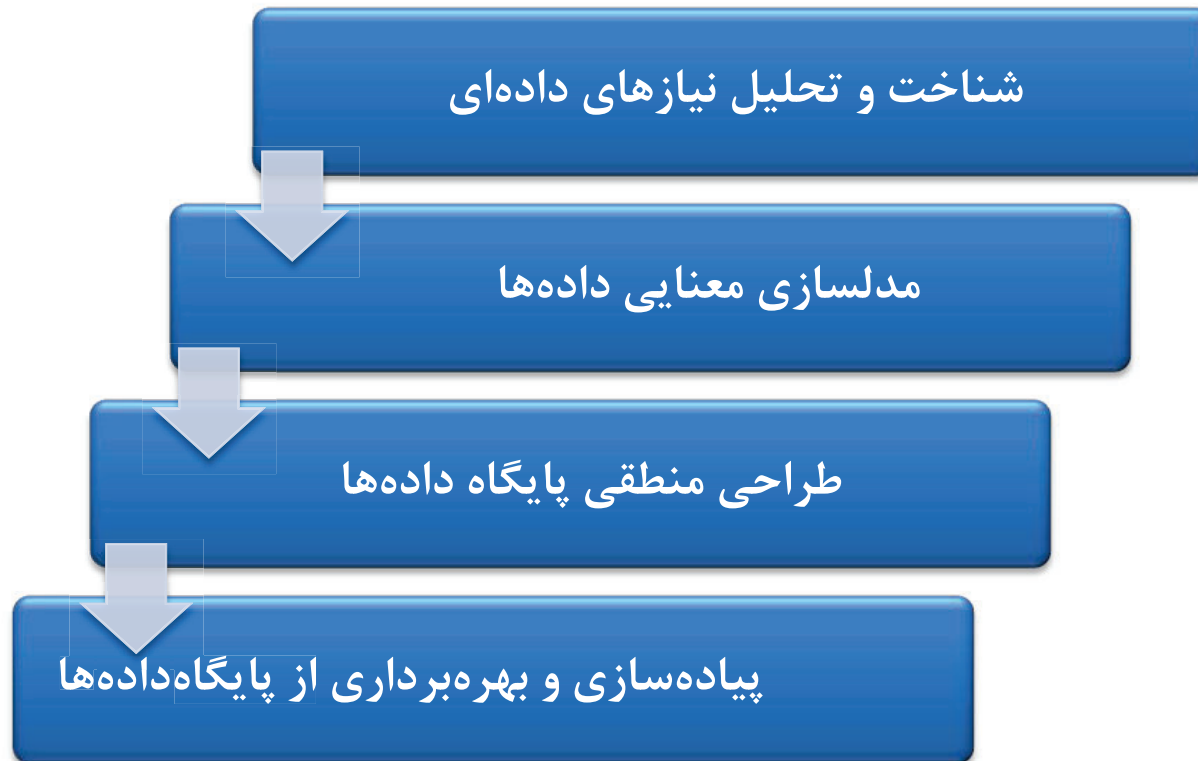 شناخت و تحلیل نیازهای داده‌ای
مدلسازی معنایی داده‌ها
طراحی منطقی پایگاه داده‌ها
پیاده‌سازی و بهره‌برداری از پایگاه‌داده‌ها